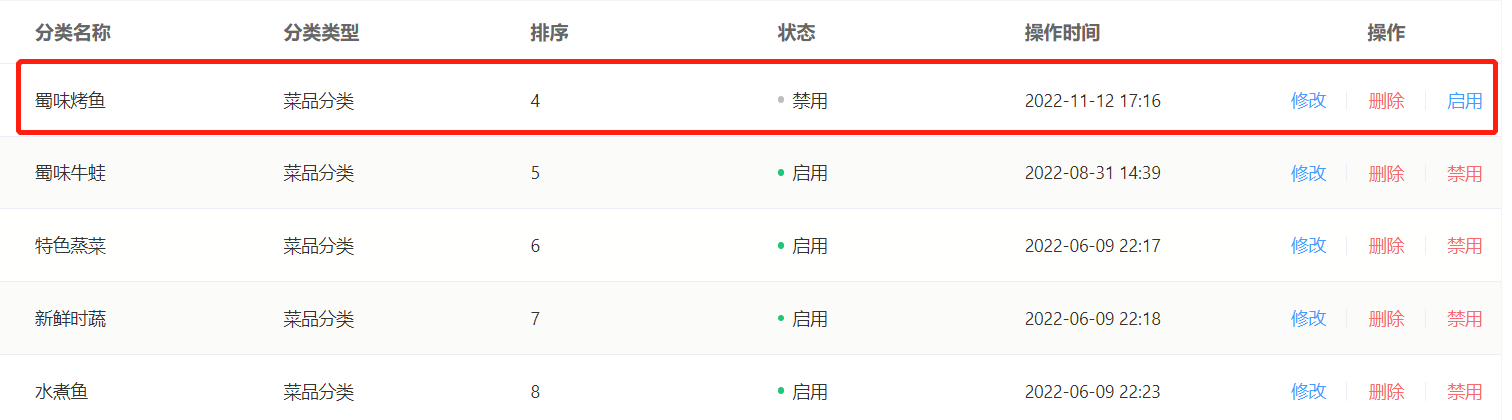 分类名称 分类类型 排序 状态 操作时间 操作
蜀味烤鱼 菜品分类 4 禁用 2022-11-12 17:16 修改 删除 启用
蜀味牛蛙 菜品分类 5 启用 2022-08-31 14:39 修改 删除 禁用
特色蒸菜 菜品分类 6 启用 2022-06-09 22:17 修改 删除 禁用
新鲜时蔬 菜品分类 7 启用 2022-06-09 22:18 修改 删除 禁用
水煮鱼 菜品分类 8 启用 2022-06-09 22:23 修改 删除 禁用